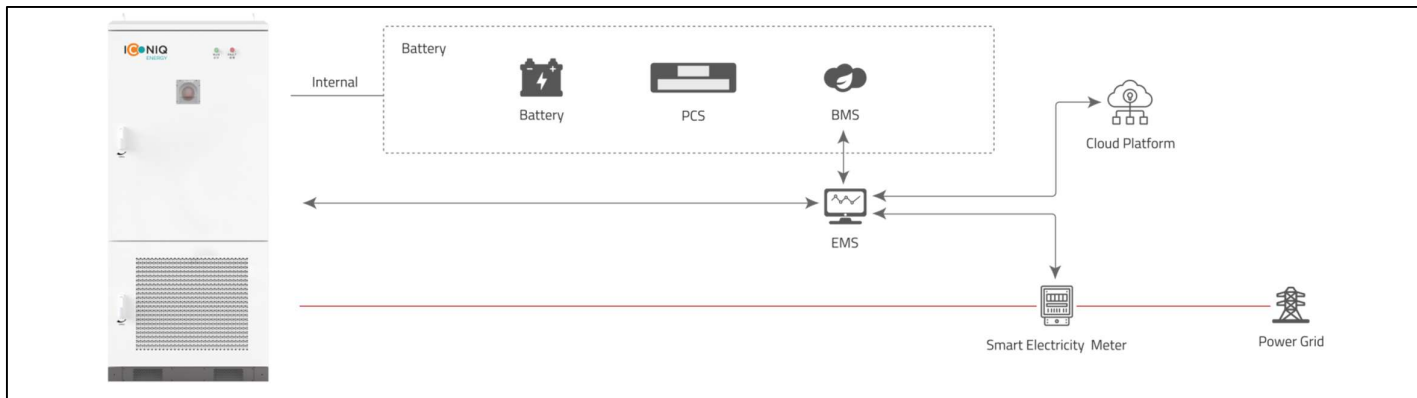 ICONIQ
ENERGY
Internal
Battery
Battery
PCS
BMS
Cloud Platform
EMS
Smart Electricity Meter
Power Grid